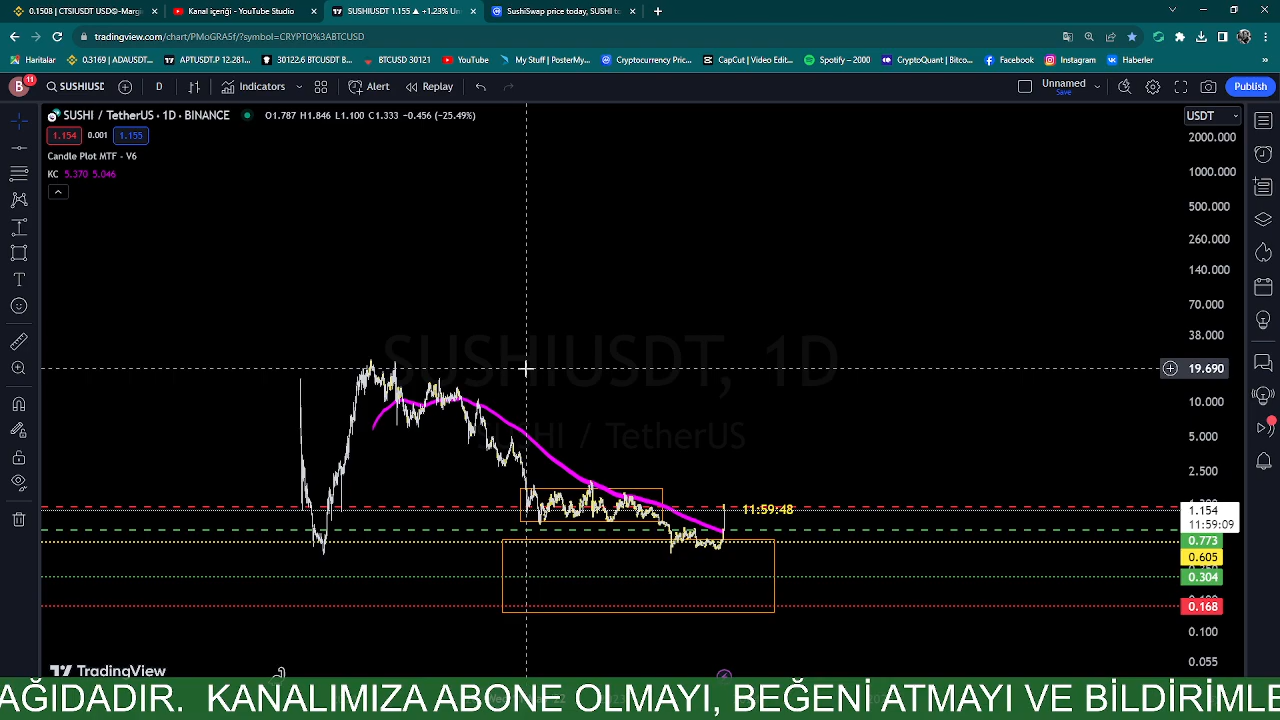 0.1508 | CTSIUSDT USD©-Margin
Kanal içeriği - YouTube Studio
SUSHIUSDT 1.155 ▲ +1.23% Un
SushiSwap price today, SUSHI to
tradingview.com/chart/PMoGRA5f/?symbol=CRYPTO%3ABTCUSD
Haritalar
0.3169 | ADAUSDT...
APTUSDT.P 12.281...
30122.6 BTCUSDT B...
BTCUSD 30121
YouTube
My Stuff | PosterMy...
Cryptocurrency Pric...
CapCut | Video Edit...
Spotify – 2000
CryptoQuant | Bitco...
Facebook
Instagram
Haberler
»
B
11
SUSHIUSD
D
Indicators
Alert
Replay
Unnamed
Save
Publish
SUSHI / TetherUS · 1D · BINANCE
O1.787 H1.846 L1.100 C1.333 −0.456 (−25.49%)
USDT
1.154
0.001
1.155
Candle Plot MTF - V6
KC 5.370 5.046
2000.000
1000.000
500.000
260.000
140.000
70.000
38.000
SUSHIUSDT, 1D
19.690
10.000
SUSHI / TetherUS
5.000
2.500
11:59:48
1.154
11:59:09
0.773
0.605
0.304
0.168
0.100
0.055
TradingView
AĞIDADIR. KANALIMIZA ABONE OLMAYI, BEĞENİ ATMAYI VE BİLDİRİMLE